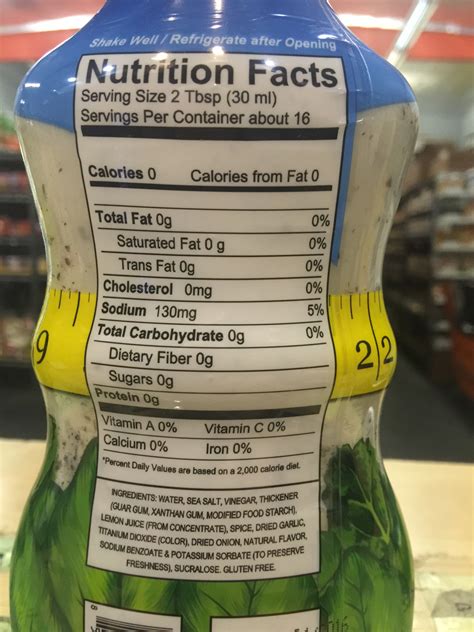 Shake Well / Refrigerate after Opening
Nutrition Facts
Serving Size 2 Tbsp (30 ml)
Servings Per Container about 16
Calories 0 Calories from Fat 0
Total Fat 0g 0%
Saturated Fat 0 g 0%
Trans Fat 0g 0%
Cholesterol 0mg 0%
Sodium 130mg 5%
Total Carbohydrate 0g 0%
Dietary Fiber 0g
Sugars 0g
Protein 0g
9 2 2
Vitamin A 0% Vitamin C 0%
Calcium 0% Iron 0%
*Percent Daily Values are based on a 2,000 calorie diet.
INGREDIENTS: WATER, SEA SALT, VINEGAR, THICKENER
(GUAR GUM, XANTHAN GUM, MODIFIED FOOD STARCH),
LEMON JUICE (FROM CONCENTRATE), SPICE, DRIED GARLIC,
TITANIUM DIOXIDE (COLOR), DRIED ONION, NATURAL FLAVOR,
SODIUM BENZOATE & POTASSIUM SORBATE (TO PRESERVE
FRESHNESS), SUCRALOSE. GLUTEN FREE.